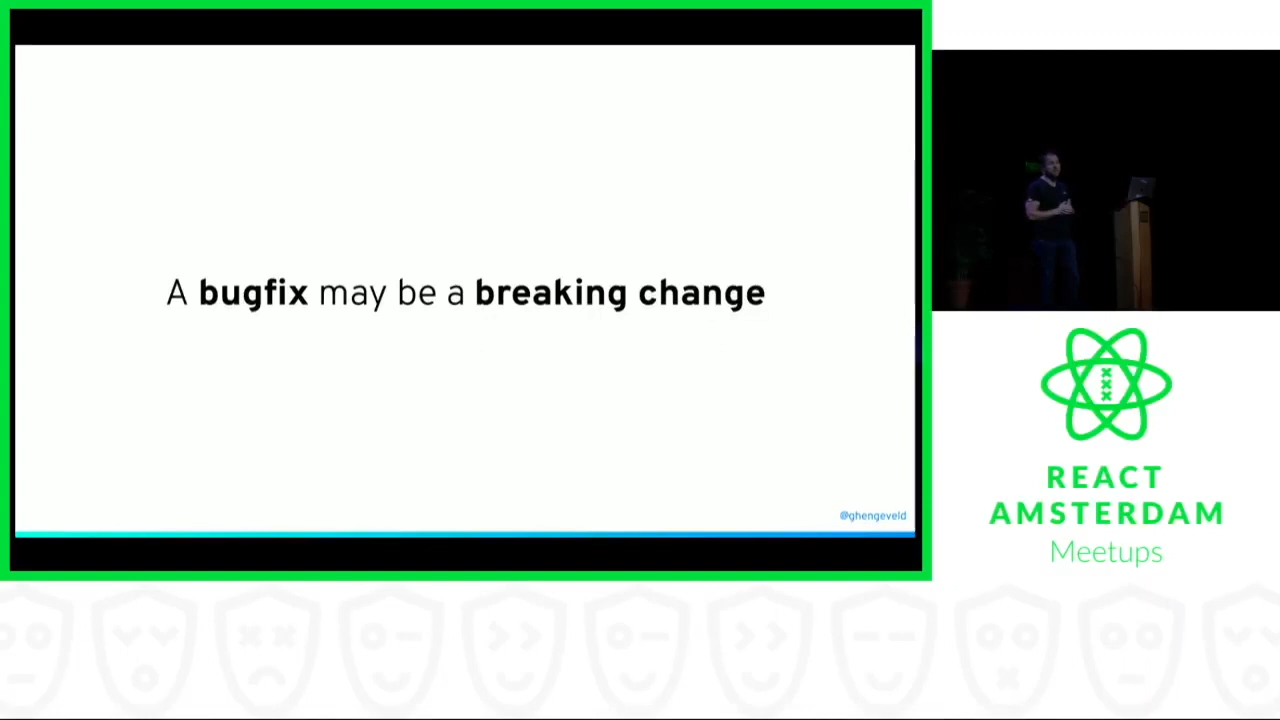 A bugfix may be a breaking change
@ghengeveld
REACT
AMSTERDAM
Meetups